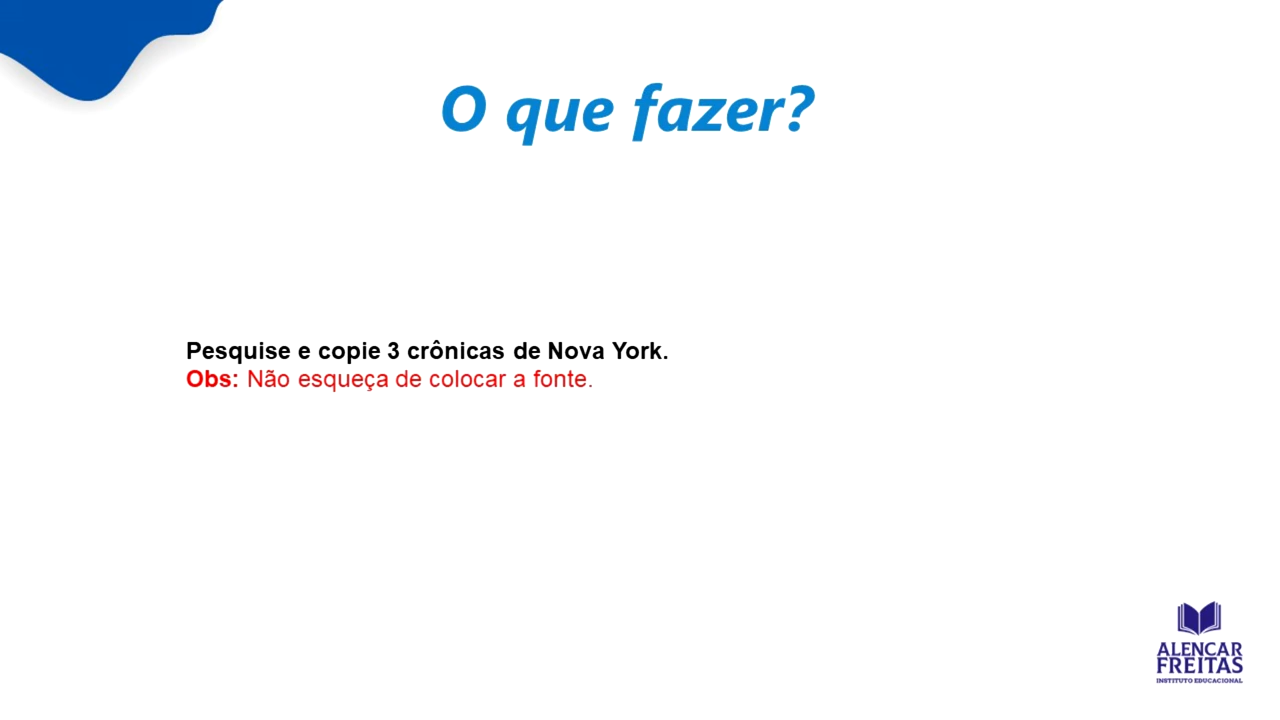 O que fazer?
Pesquise e copie 3 crônicas de Nova York.
Obs: Não esqueça de colocar a fonte.
ALENCAR
FREITAS
INSTITUTO EDUCACIONAL